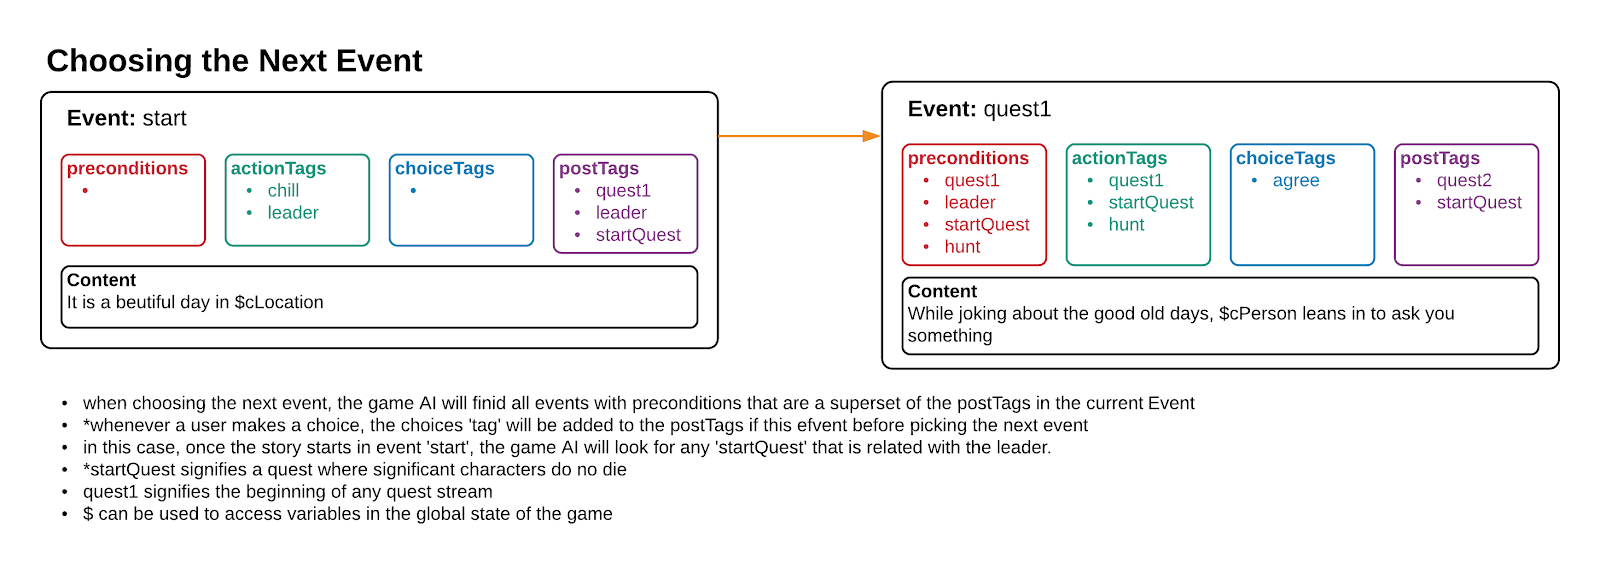 Choosing the Next Event
Event: start
preconditions
•
actionTags
• chill
• leader
choiceTags
•
postTags
• quest1
• leader
• startQuest
Content
It is a beutiful day in $cLocation
Event: quest1
preconditions
• quest1
• leader
• startQuest
• hunt
actionTags
• quest1
• startQuest
• hunt
choiceTags
• agree
postTags
• quest2
• startQuest
Content
While joking about the good old days, $cPerson leans in to ask you
something
• when choosing the next event, the game AI will finid all events with preconditions that are a superset of the postTags in the current Event
• *whenever a user makes a choice, the choices 'tag' will be added to the postTags if this efvent before picking the next event
• in this case, once the story starts in event 'start', the game AI will look for any 'startQuest' that is related with the leader.
• *startQuest signifies a quest where significant characters do no die
• quest1 signifies the beginning of any quest stream
• $ can be used to access variables in the global state of the game